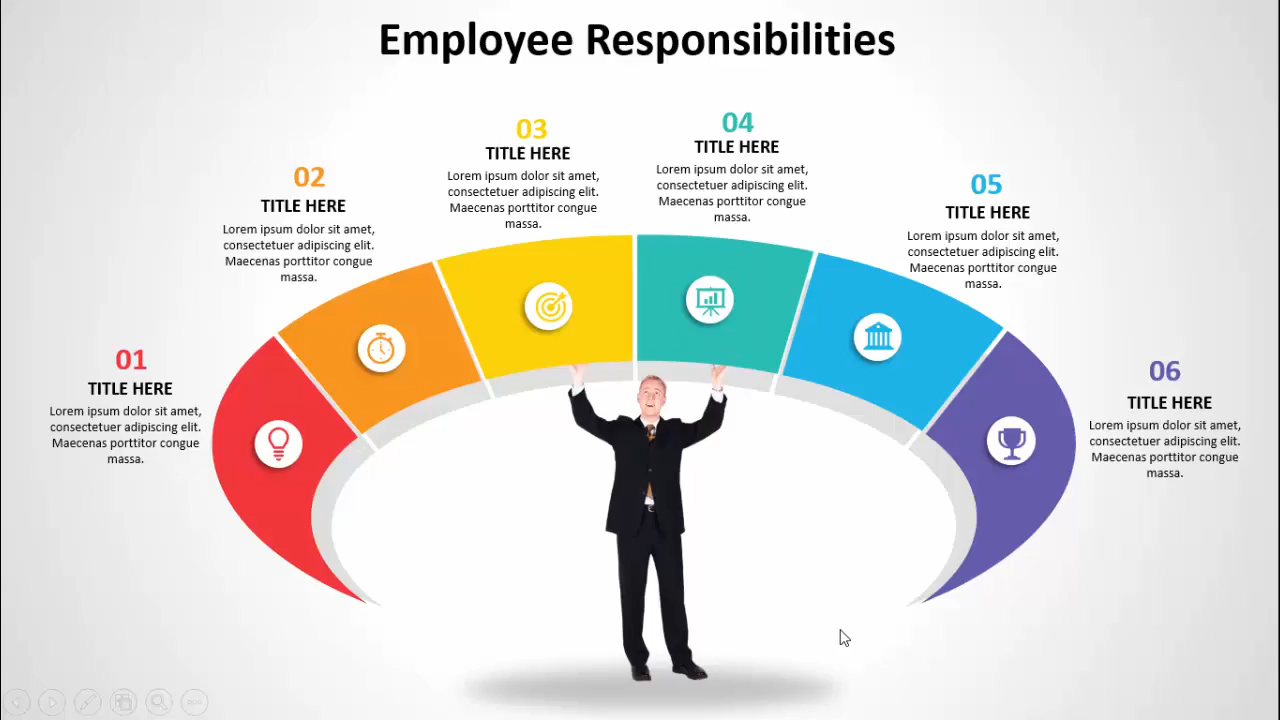 Employee Responsibilities
01
TITLE HERE
Lorem ipsum dolor sit amet,
consectetuer adipiscing elit.
Maecenas porttitor congue
massa.
02
TITLE HERE
Lorem ipsum dolor sit amet,
consectetuer adipiscing elit.
Maecenas porttitor congue
massa.
03
TITLE HERE
Lorem ipsum dolor sit amet,
consectetuer adipiscing elit.
Maecenas porttitor congue
massa.
04
TITLE HERE
Lorem ipsum dolor sit amet,
consectetuer adipiscing elit.
Maecenas porttitor congue
massa.
05
TITLE HERE
Lorem ipsum dolor sit amet,
consectetuer adipiscing elit.
Maecenas porttitor congue
massa.
06
TITLE HERE
Lorem ipsum dolor sit amet,
consectetuer adipiscing elit.
Maecenas porttitor congue
massa.